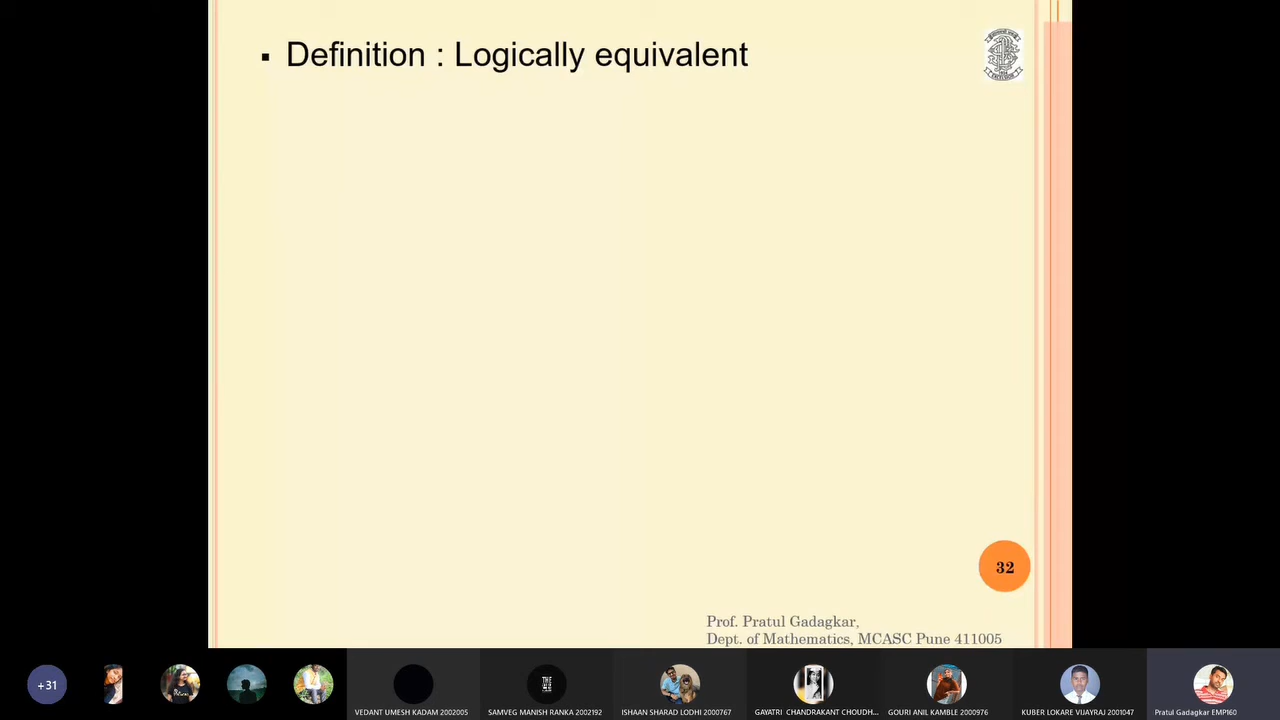 ▪ Definition : Logically equivalent
32
Prof. Pratul Gadagkar,
Dept. of Mathematics, MCASC Pune 411005
+31
VEDANT UMESH KADAM 2002005
SAMVEG MANISH RANKA 2002192
ISHAAN SHARAD LODHI 2000767
GAYATRI CHANDRAKANT CHOUDH...
GOURI ANIL KAMBLE 2000976
KUBER LOKARE VIJAYRAJ 2001047
Pratul Gadagkar EMP160